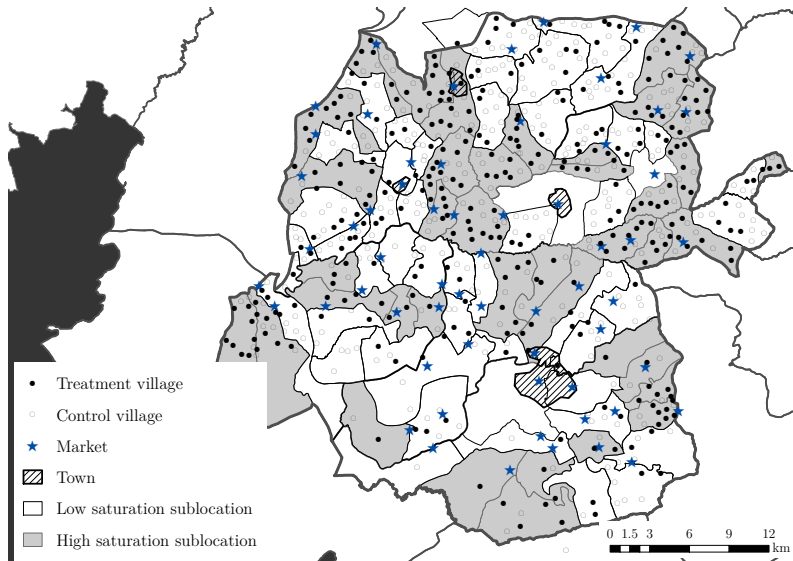 Treatment village
Control village
Market
Town
Low saturation sublocation
High saturation sublocation
0 1.5 3 6 9 12
km